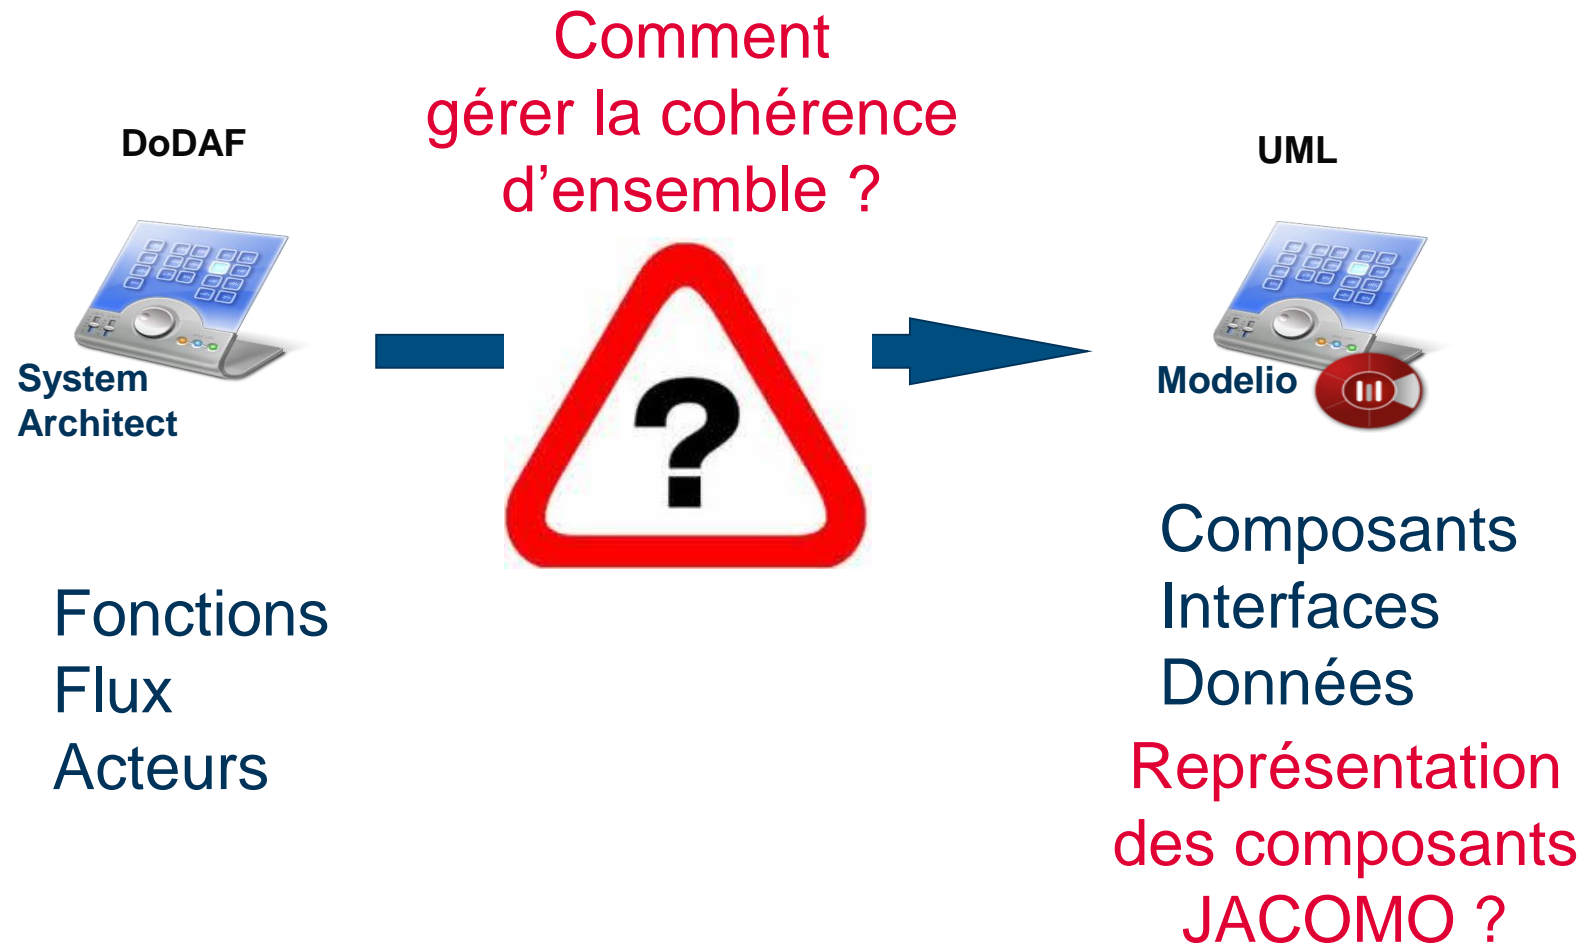 Comment
gérer la cohérence
d’ensemble ?
DoDAF
UML
System
Architect
Modelio
?
Fonctions
Flux
Acteurs
Composants
Interfaces
Données
Représentation
des composants
JACOMO ?